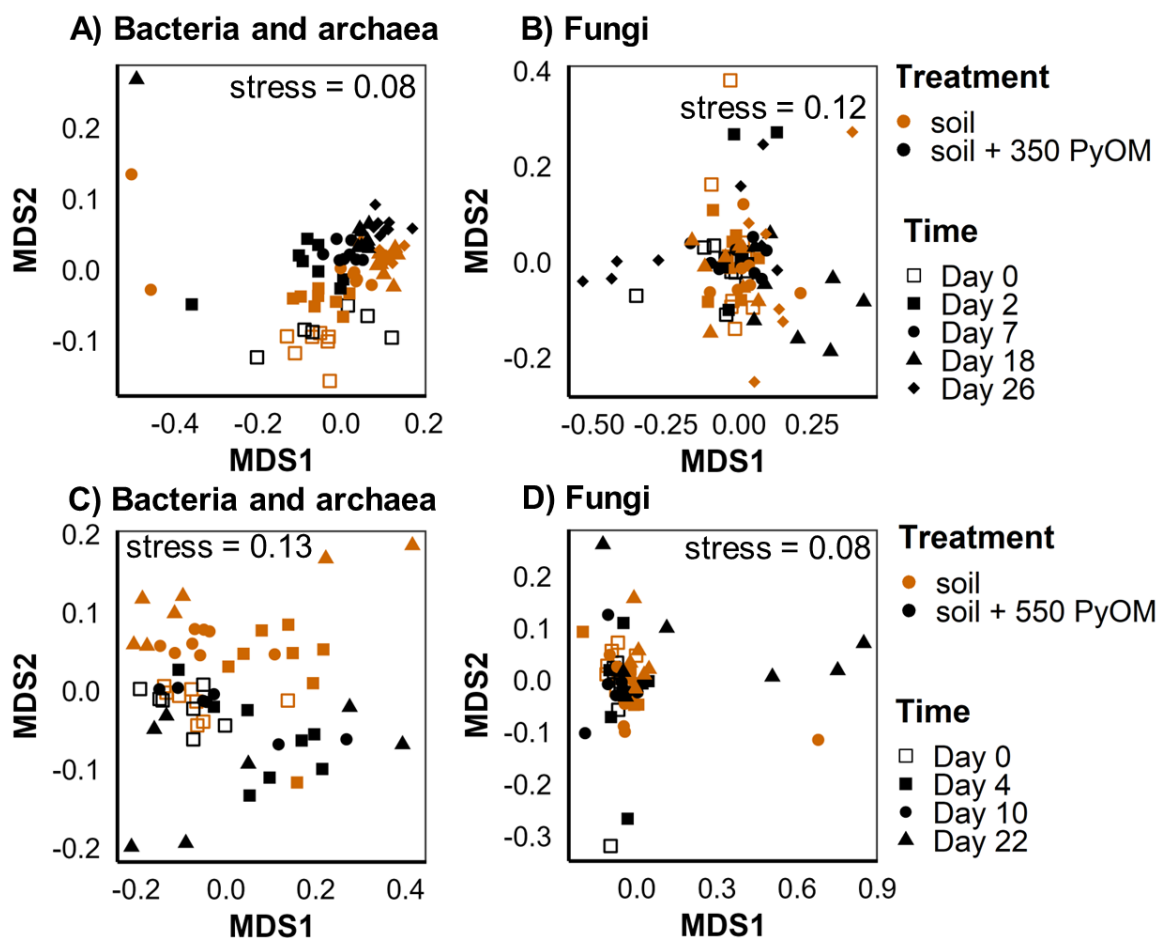 A) Bacteria and archaea
stress = 0.08
0.2
0.1
0.0
-0.1
MDS2
-0.4
-0.2
0.0
0.2
MDS1
B) Fungi
stress = 0.12
0.4
0.2
0.0
-0.2
MDS2
-0.50
-0.25
0.00
0.25
MDS1
Treatment
soil
soil + 350 PyOM
Time
Day 0
Day 2
Day 7
Day 18
Day 26
C) Bacteria and archaea
stress = 0.13
0.2
0.1
0.0
-0.1
-0.2
MDS2
-0.2
0.0
0.2
0.4
MDS1
D) Fungi
stress = 0.08
0.2
0.1
0.0
-0.1
-0.2
-0.3
MDS2
0.0
0.3
0.6
0.9
MDS1
Treatment
soil
soil + 550 PyOM
Time
Day 0
Day 4
Day 10
Day 22